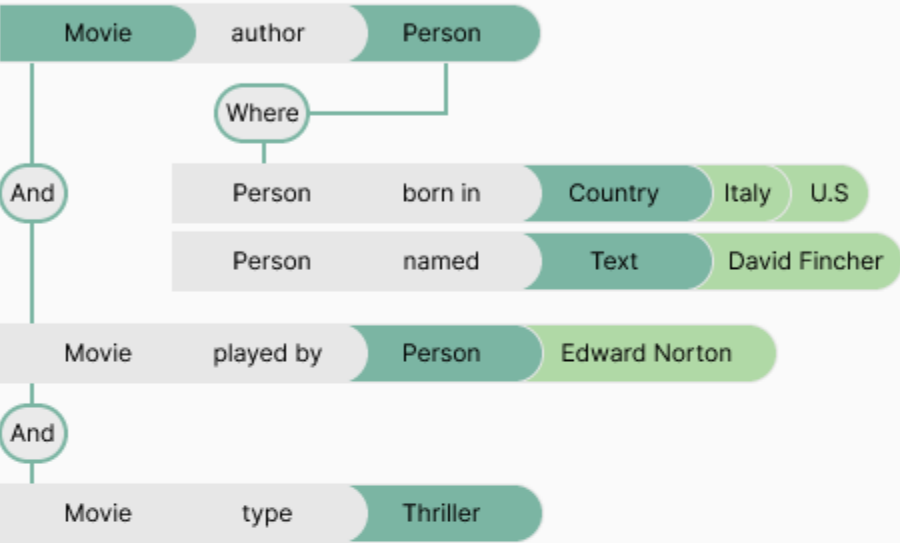 Movie author Person
Where
And
Person born in Country Italy U.S
Person named Text David Fincher
Movie played by Person Edward Norton
And
Movie type Thriller